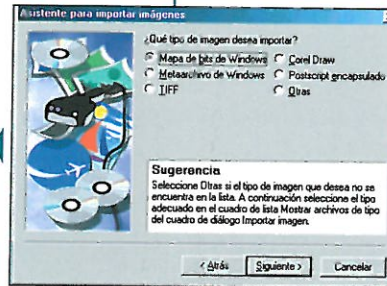 Asistente para importar imágenes
¿Qué tipo de imagen desea importar?
Mapa de bits de Windows Corel Draw
Metaarchivo de Windows Postscript encapsulado
TIFF Otras
Sugerencia
Seleccione Otras si el tipo de imagen que desea no se
encuentra en la lista. A continuación seleccione el tipo
adecuado en el cuadro de lista Mostrar archivos de tipo
del cuadro de diálogo Importar imagen.
< Atrás Siguiente > Cancelar